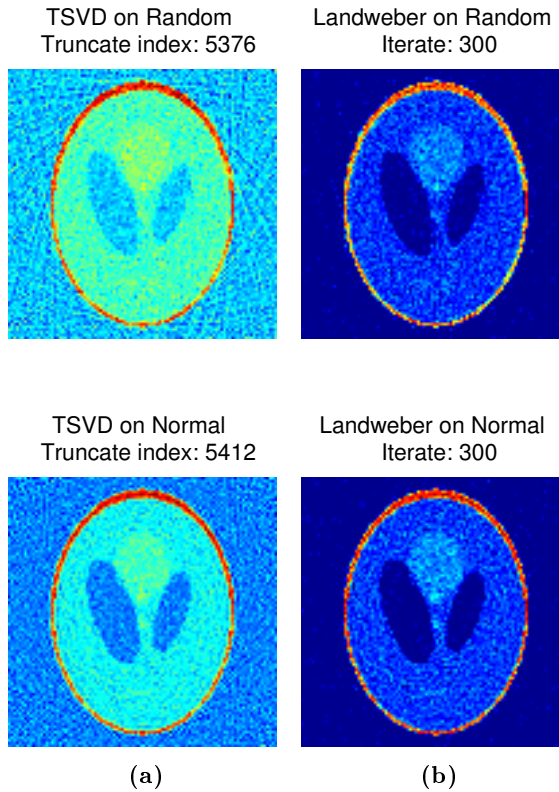 TSVD on Random
Truncate index: 5376
Landweber on Random
Iterate: 300
TSVD on Normal
Truncate index: 5412
Landweber on Normal
Iterate: 300
(a)
(b)